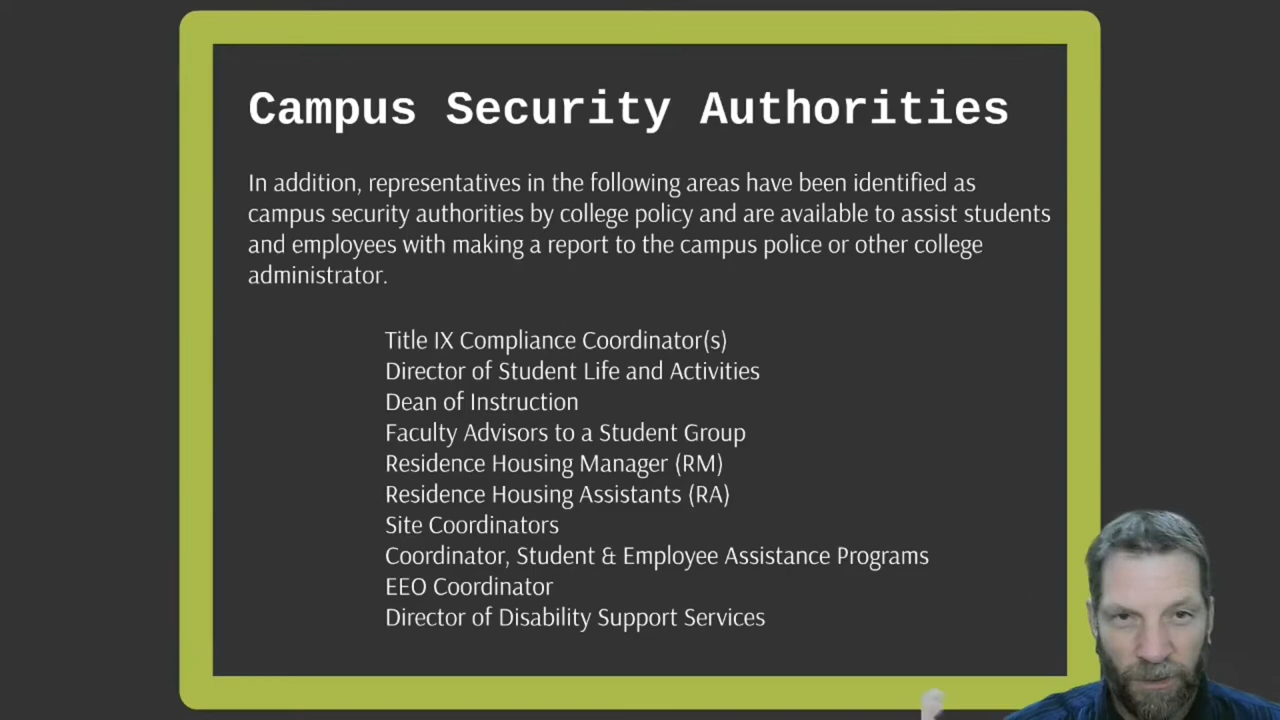 Campus Security Authorities
In addition, representatives in the following areas have been identified as
campus security authorities by college policy and are available to assist students
and employees with making a report to the campus police or other college
administrator.
Title IX Compliance Coordinator(s)
Director of Student Life and Activities
Dean of Instruction
Faculty Advisors to a Student Group
Residence Housing Manager (RM)
Residence Housing Assistants (RA)
Site Coordinators
Coordinator, Student & Employee Assistance Programs
EEO Coordinator
Director of Disability Support Services